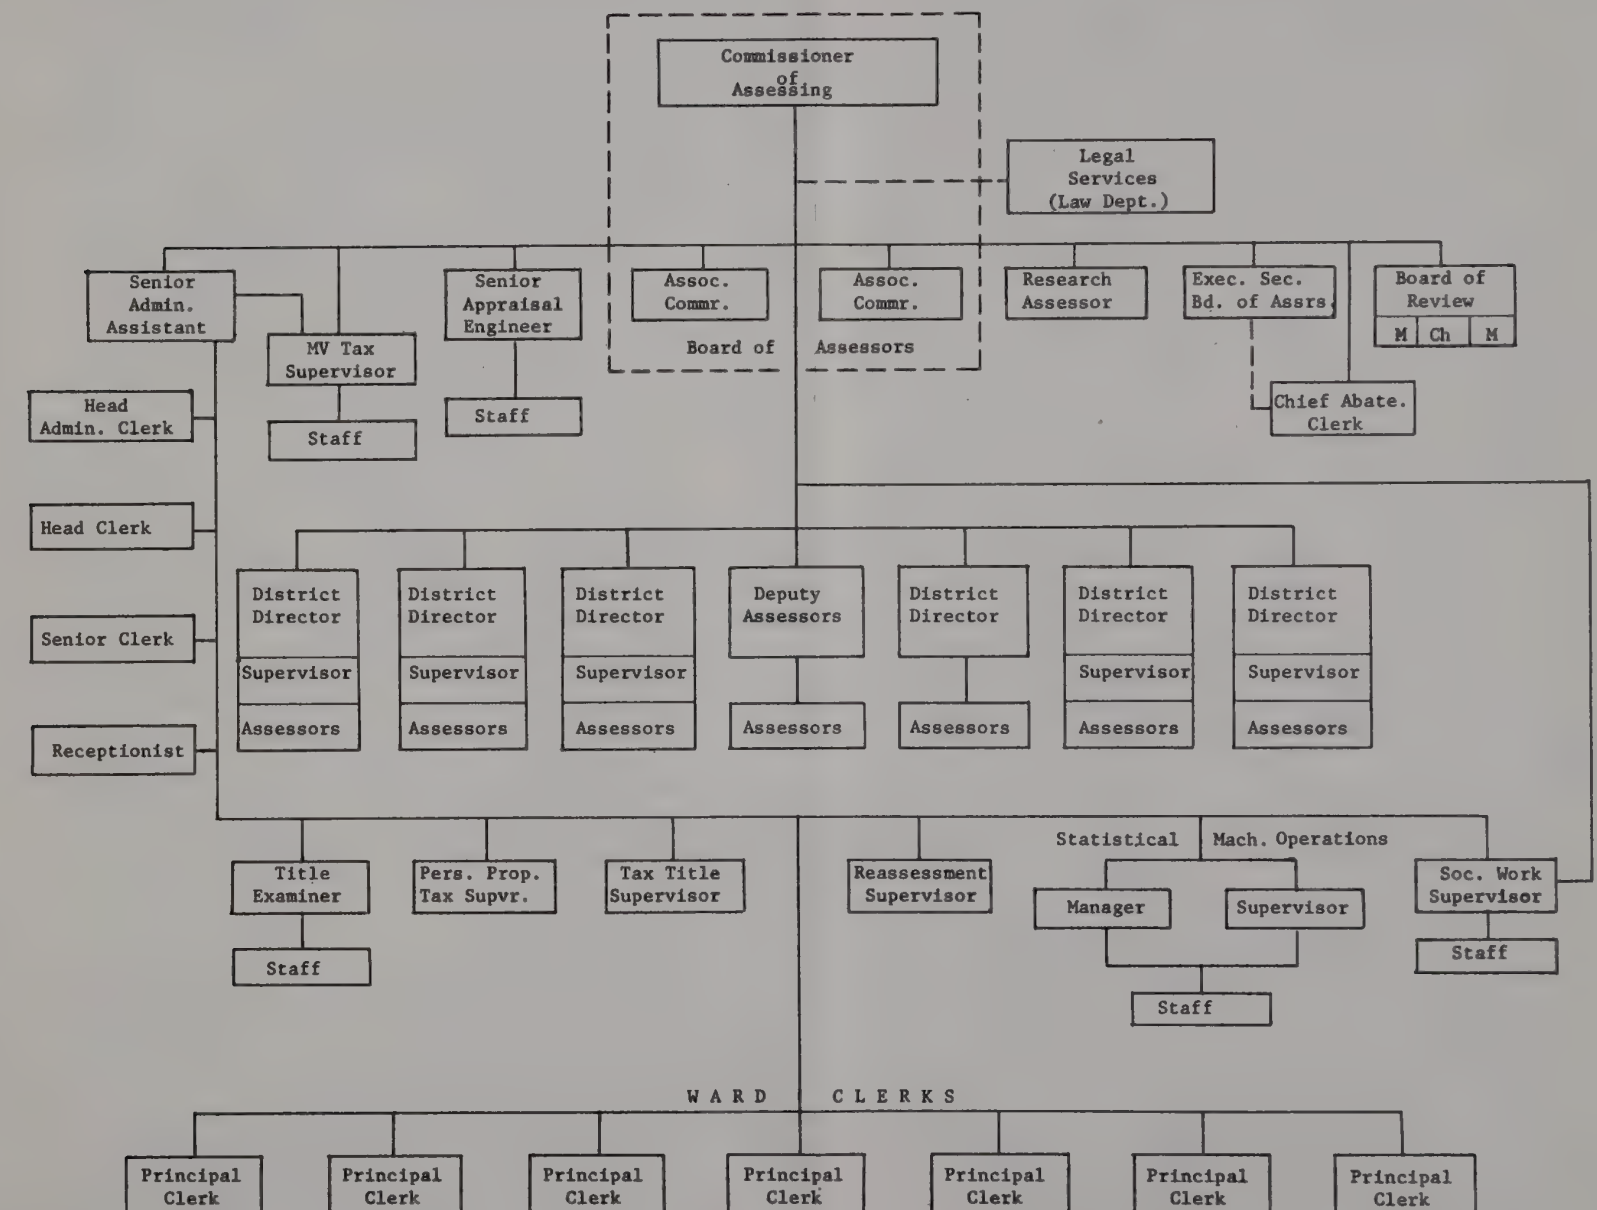 Commissioner
of
Assessing
Legal
Services
(Law Dept.)
Senior
Admin.
Assistant
MV Tax
Supervisor
Staff
Senior
Appraisal
Engineer
Staff
Assoc.
Commr.
Assoc.
Commr.
Board of Assessors
Research
Assessor
Exec. Sec.
Bd. of Assrs.
Board of
Review
M Ch M
Chief Abate.
Clerk
Head
Admin. Clerk
Head Clerk
Senior Clerk
Receptionist
District
Director
Supervisor
Assessors
District
Director
Supervisor
Assessors
District
Director
Supervisor
Assessors
Deputy
Assessors
Assessors
District
Director
Assessors
District
Director
Supervisor
Assessors
District
Director
Supervisor
Assessors
Title
Examiner
Staff
Pers. Prop.
Tax Supvr.
Tax Title
Supervisor
Reassessment
Supervisor
Statistical Mach. Operations
Manager
Supervisor
Staff
Soc. Work
Supervisor
Staff
WARD CLERKS
Principal
Clerk
Principal
Clerk
Principal
Clerk
Principal
Clerk
Principal
Clerk
Principal
Clerk
Principal
Clerk